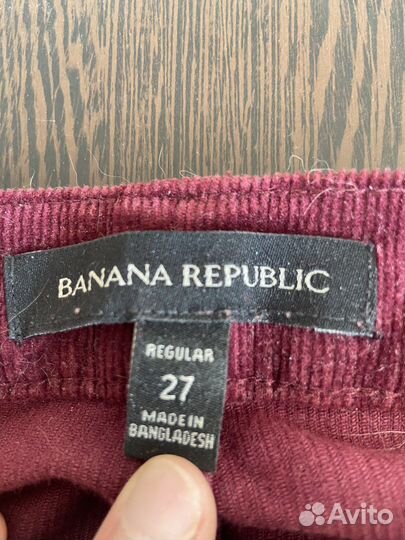 BANANA REPUBLIC
REGULAR
27
MADE IN
BANGLADESH
Avito